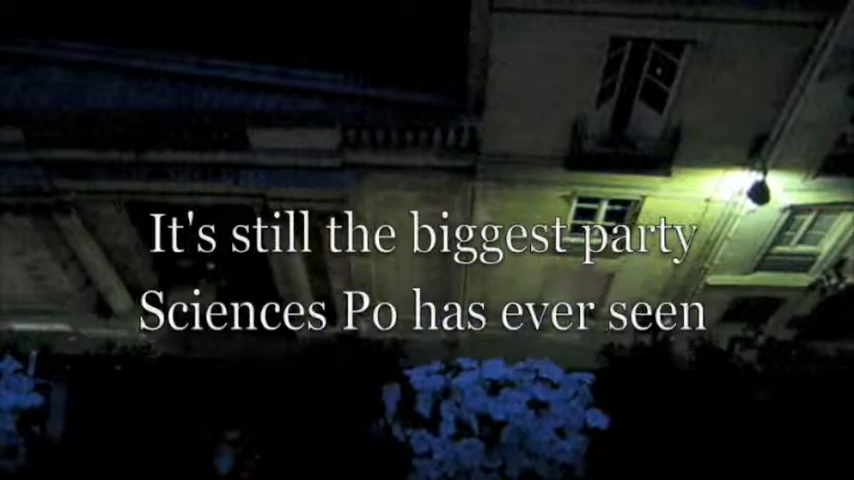 It's still the biggest party
Sciences Po has ever seen